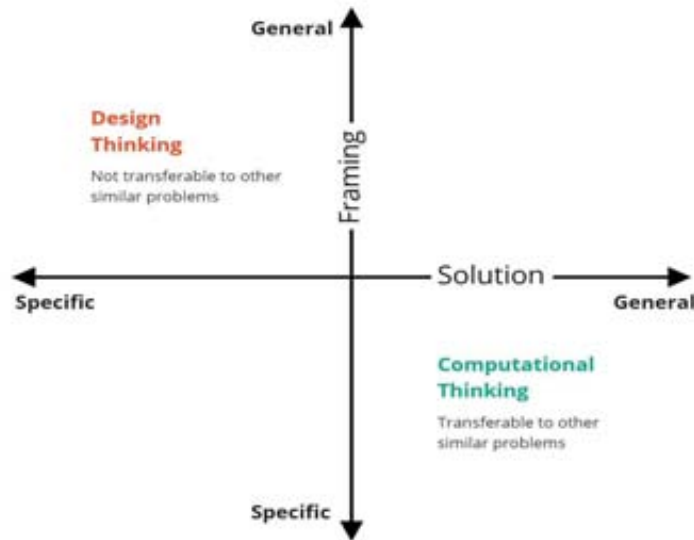 General
Design
Thinking
Not transferable to other
similar problems
Framing
Solution
Specific
General
Computational
Thinking
Transferable to other
similar problems
Specific